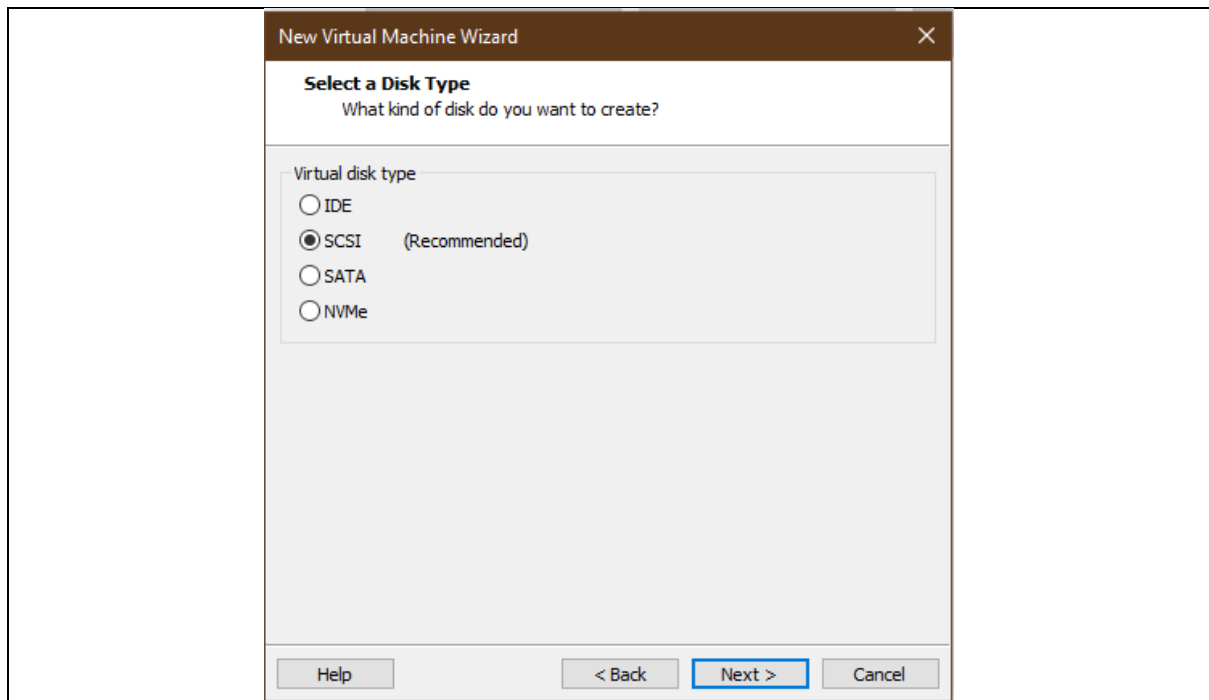 New Virtual Machine Wizard
Select a Disk Type
What kind of disk do you want to create?
Virtual disk type
IDE
SCSI (Recommended)
SATA
NVMe
Help < Back Next > Cancel